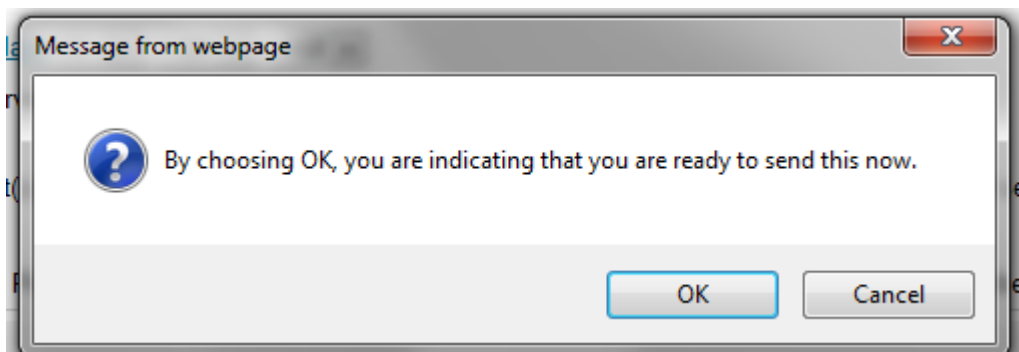 Message from webpage
By choosing OK, you are indicating that you are ready to send this now.
OK
Cancel